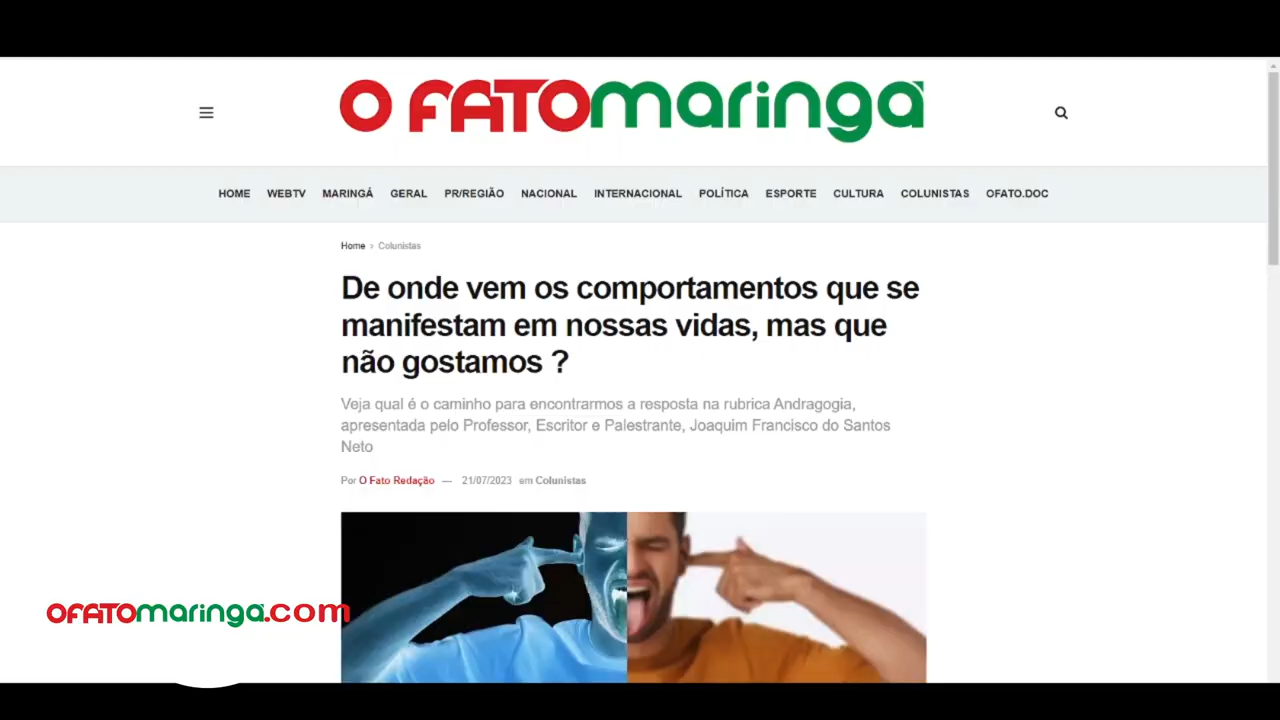 O FATOmaringá
HOME WEBTV MARINGÁ GERAL PR/REGIÃO NACIONAL INTERNACIONAL POLÍTICA ESPORTE CULTURA COLUNISTAS OFATO.DOC
Home > Colunistas
De onde vem os comportamentos que se
manifestam em nossas vidas, mas que
não gostamos ?
Veja qual é o caminho para encontrarmos a resposta na rubrica Andragogia,
apresentada pelo Professor, Escritor e Palestrante, Joaquim Francisco do Santos
Neto
Por O Fato Redação — 21/07/2023 em Colunistas
OFATOmaringá.com